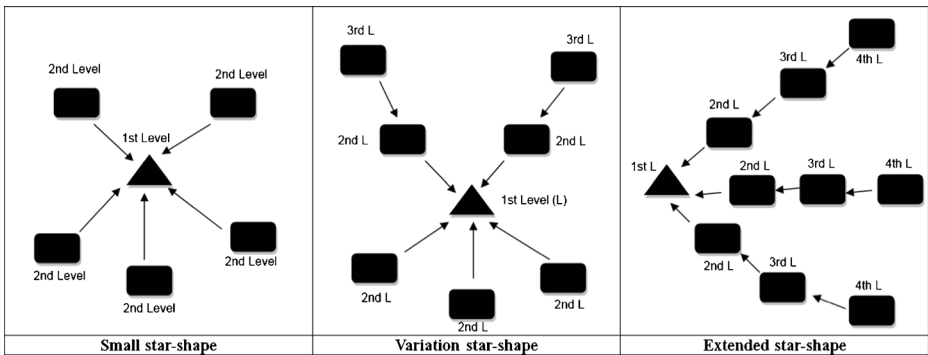 2nd Level
2nd Level
1st Level
2nd Level
2nd Level
2nd Level
Small star-shape
3rd L
3rd L
2nd L
2nd L
1st Level (L)
2nd L
2nd L
2nd L
Variation star-shape
4th L
3rd L
2nd L
1st L
2nd L
3rd L
4th L
2nd L
3rd L
4th L
Extended star-shape